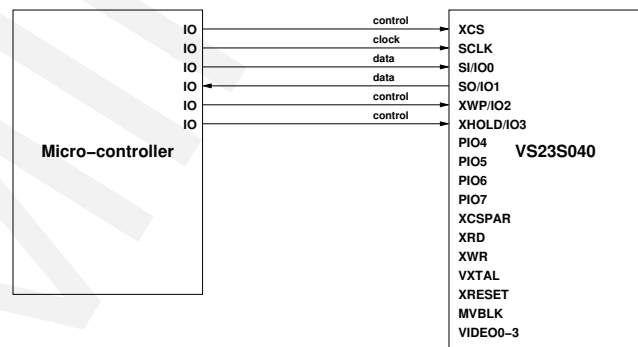 IO control XCS
IO clock SCLK
IO data SI/IO0
IO data SO/IO1
IO control XWP/IO2
IO control XHOLD/IO3
PIO4
Micro−controller PIO5 VS23S040
PIO6
PIO7
XCSPAR
XRD
XWR
VXTAL
XRESET
MVBLK
VIDEO0−3